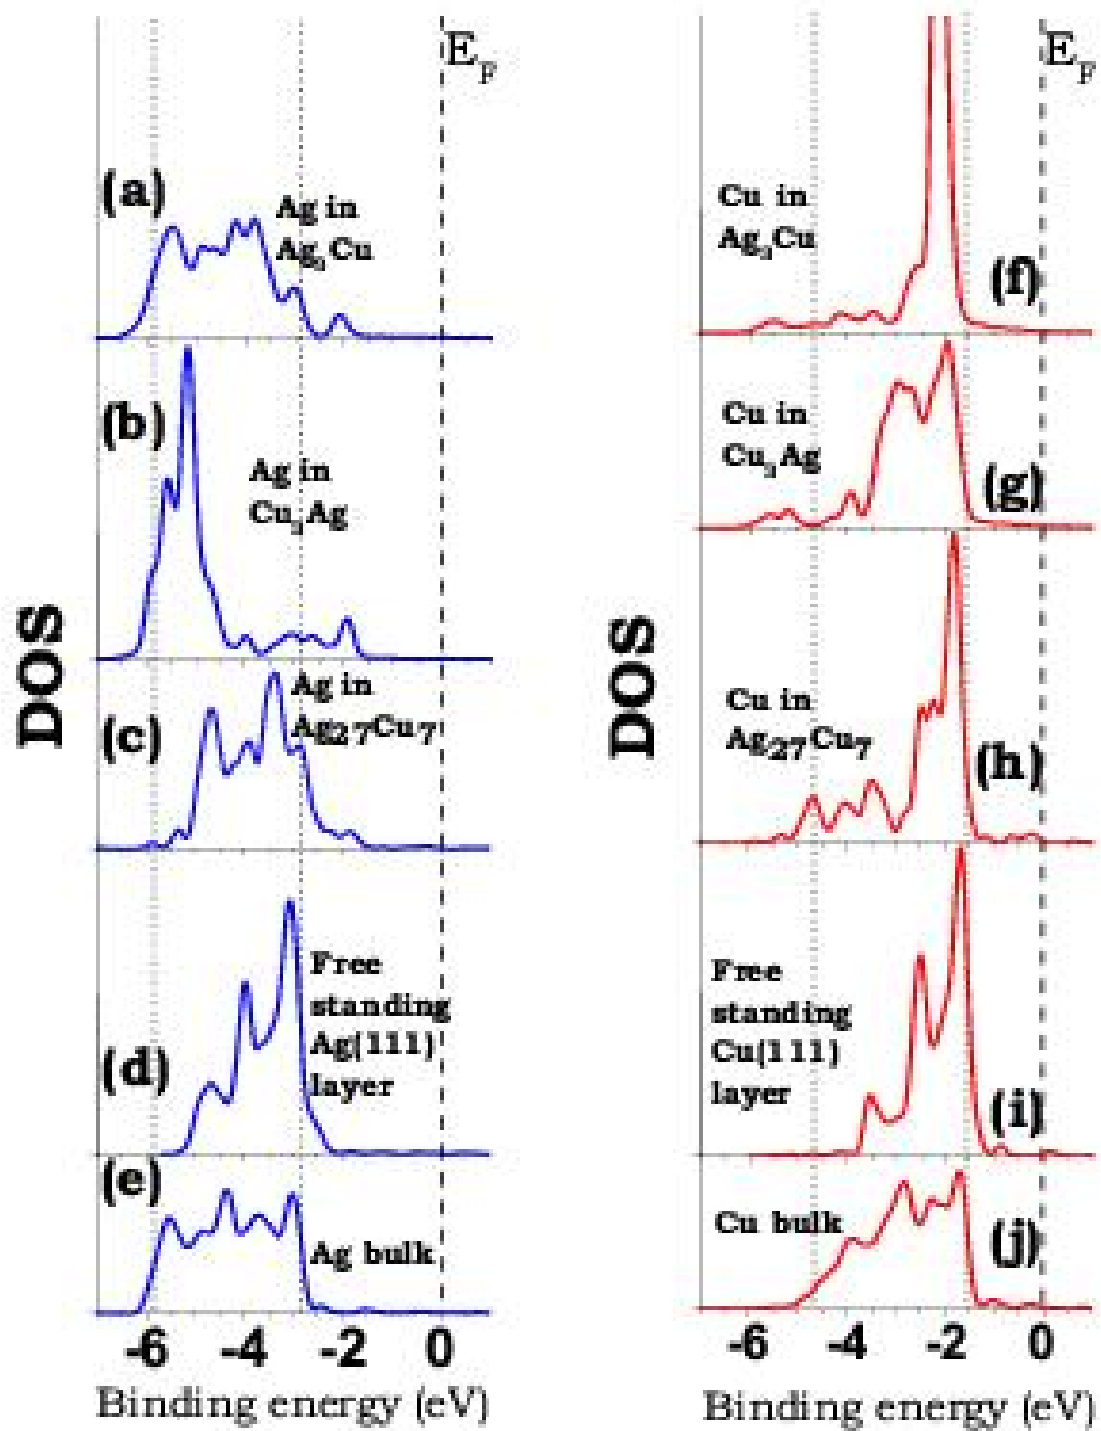 E_F
(a)
Ag in
Ag₃Cu
(b)
Ag in
Cu₃Ag
DOS
(c)
Ag in
Ag27Cu7
(d)
Free
standing
Ag(111)
layer
(e)
Ag bulk
-6 -4 -2 0
Binding energy (eV)
E_F
Cu in
Ag₃Cu
(f)
Cu in
Cu₃Ag
(g)
DOS
Cu in
Ag27Cu7
(h)
Free
standing
Cu(111)
layer
(i)
Cu bulk
(j)
-6 -4 -2 0
Binding energy (eV)